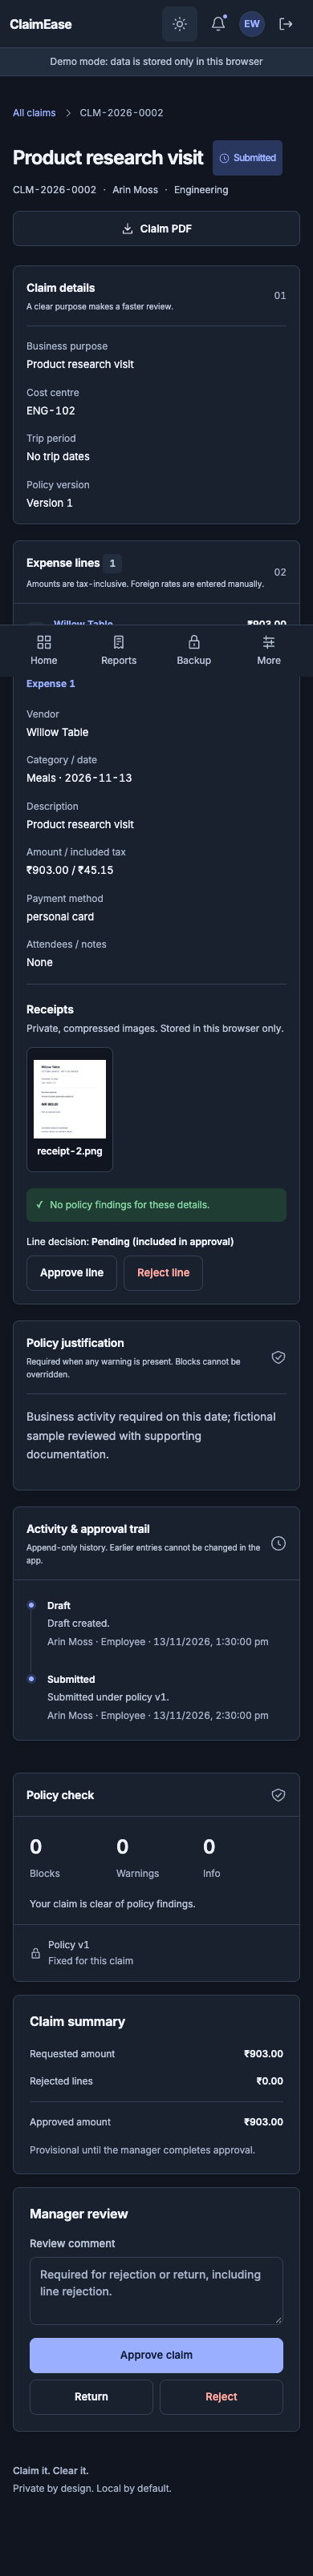 ClaimEase
EW
Demo mode: data is stored only in this browser
All claims > CLM-2026-0002
Product research visit
Submitted
CLM-2026-0002 · Arin Moss · Engineering
Claim PDF
Claim details
01
A clear purpose makes a faster review.
Business purpose
Product research visit
Cost centre
ENG-102
Trip period
No trip dates
Policy version
Version 1
Expense lines 1
02
Amounts are tax-inclusive. Foreign rates are entered manually.
Willow Table ₹903.00
Home
Reports
Backup
More
Expense 1
Vendor
Willow Table
Category / date
Meals · 2026-11-13
Description
Product research visit
Amount / included tax
₹903.00 / ₹45.15
Payment method
personal card
Attendees / notes
None
Receipts
Private, compressed images. Stored in this browser only.
receipt-2.png
✓ No policy findings for these details.
Line decision: Pending (included in approval)
Approve line
Reject line
Policy justification
Required when any warning is present. Blocks cannot be
overridden.
Business activity required on this date; fictional
sample reviewed with supporting
documentation.
Activity & approval trail
Append-only history. Earlier entries cannot be changed in the
app.
Draft
Draft created.
Arin Moss · Employee · 13/11/2026, 1:30:00 pm
Submitted
Submitted under policy v1.
Arin Moss · Employee · 13/11/2026, 2:30:00 pm
Policy check
0 0 0
Blocks Warnings Info
Your claim is clear of policy findings.
Policy v1
Fixed for this claim
Claim summary
Requested amount ₹903.00
Rejected lines ₹0.00
Approved amount ₹903.00
Provisional until the manager completes approval.
Manager review
Review comment
Required for rejection or return, including
line rejection.
Approve claim
Return
Reject
Claim it. Clear it.
Private by design. Local by default.